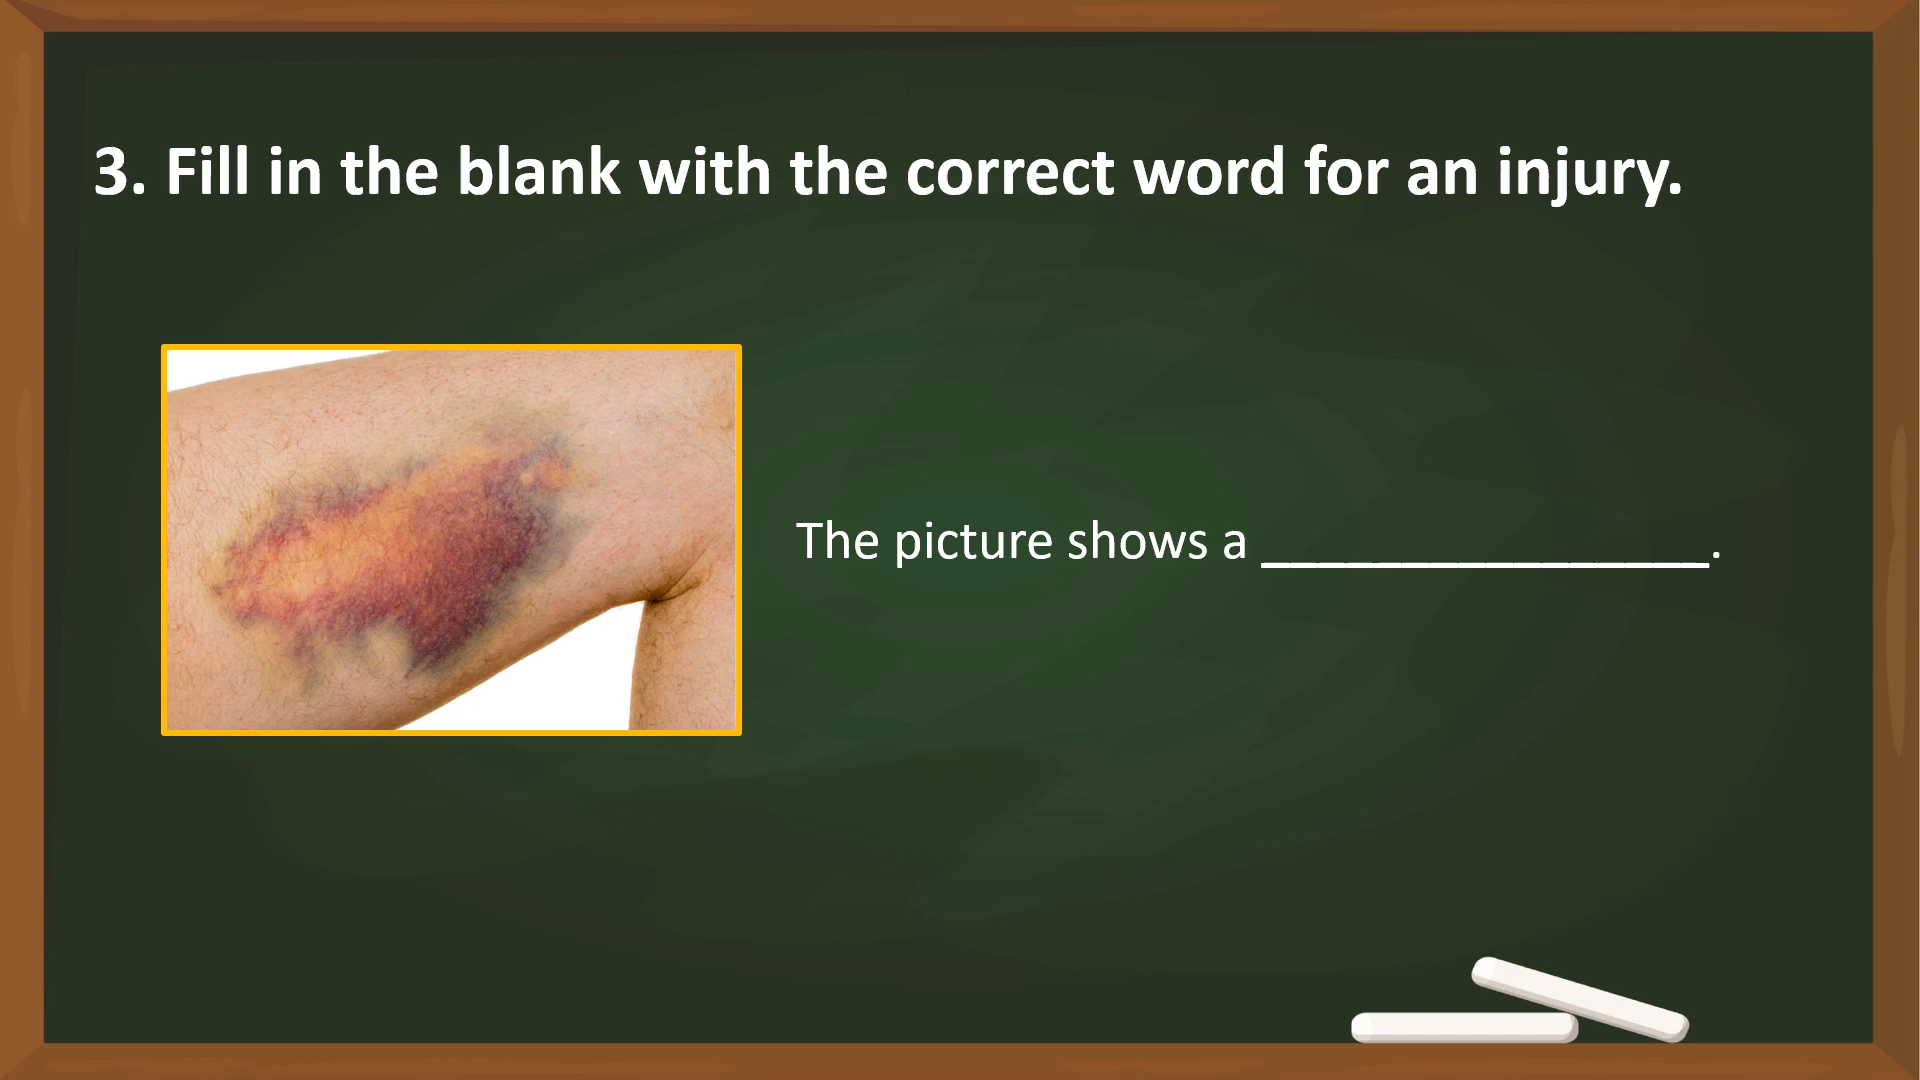 3. Fill in the blank with the correct word for an injury.
The picture shows a ________________.